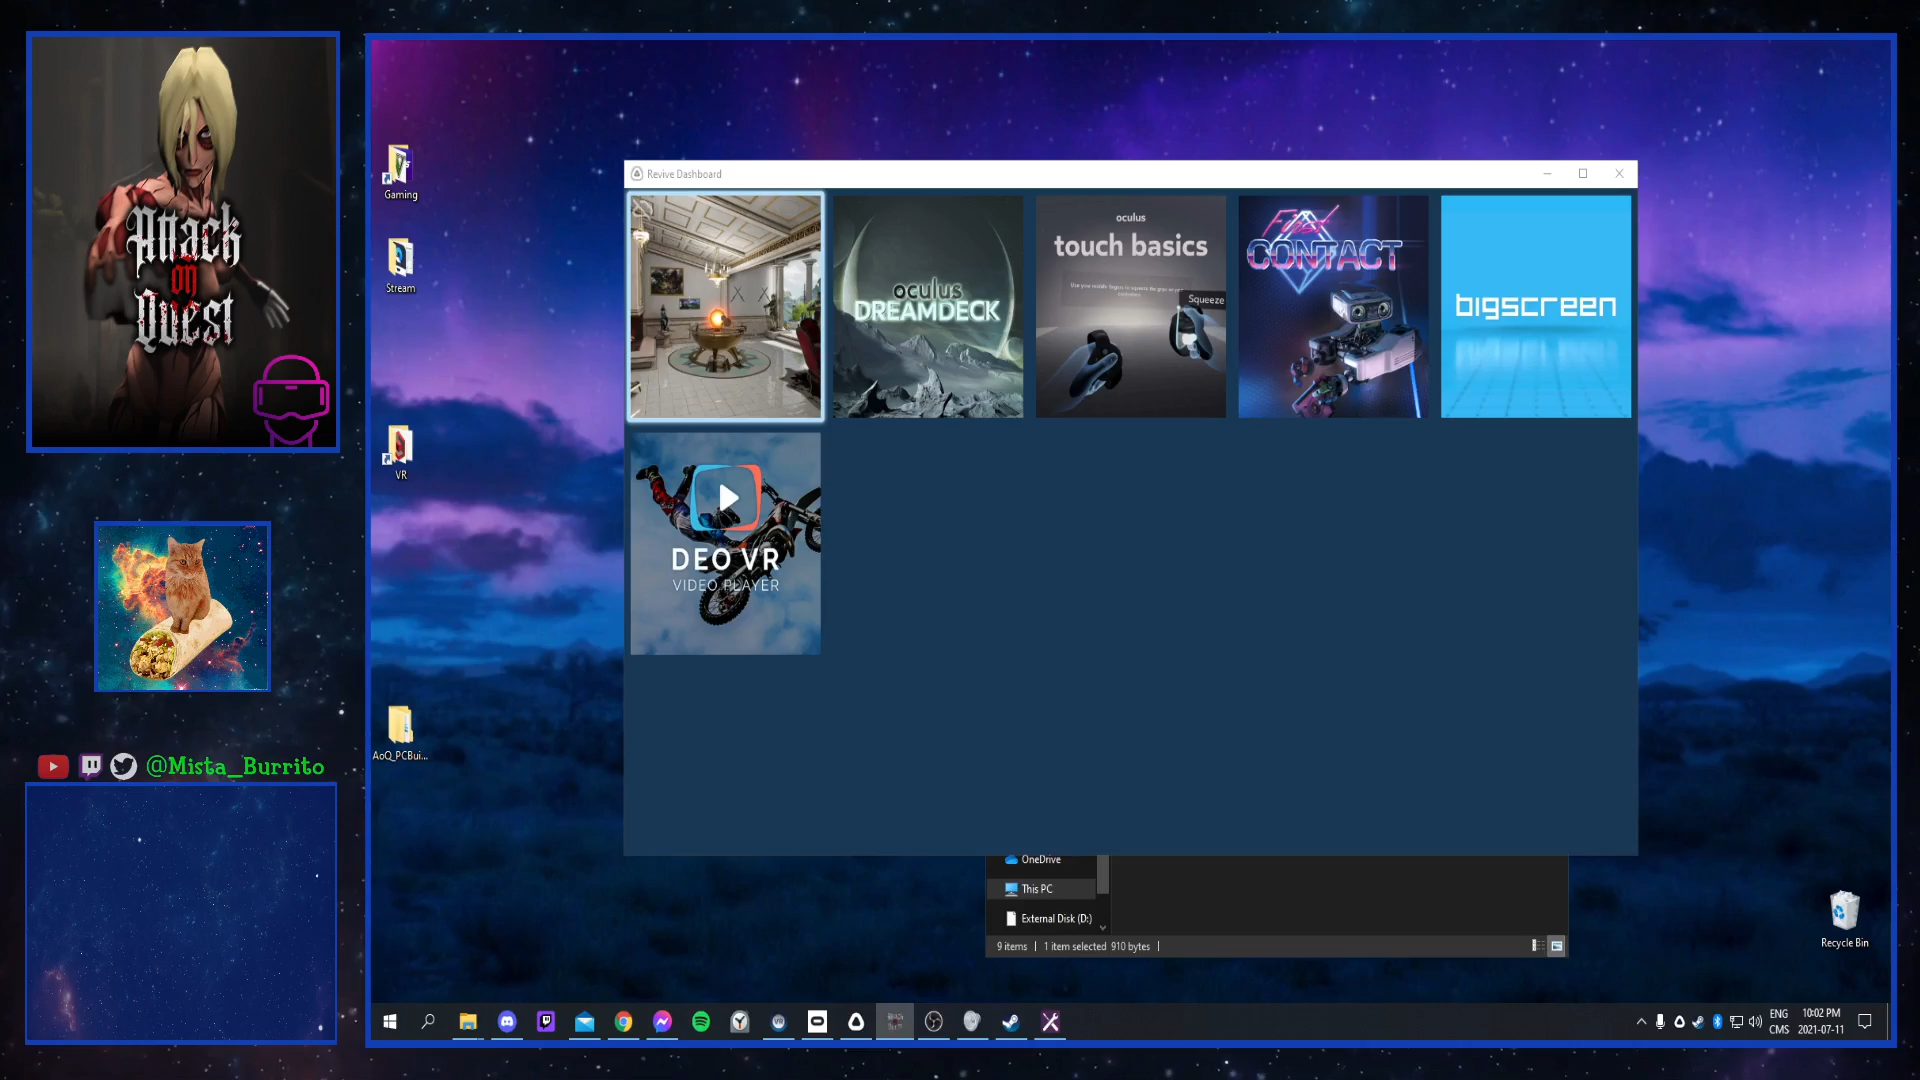 Attack
on
Quest
@Mista_Burrito
Gaming
Stream
VR
AoQ_PCBui...
Revive Dashboard
oculus
DREAMDECK
oculus
touch basics
Squeeze
First
CONTACT
bigscreen
DEO VR
VIDEO PLAYER
OneDrive
This PC
External Disk (D:)
9 items
1 item selected 910 bytes
Recycle Bin
ENG
CMS
10:02 PM
2021-07-11